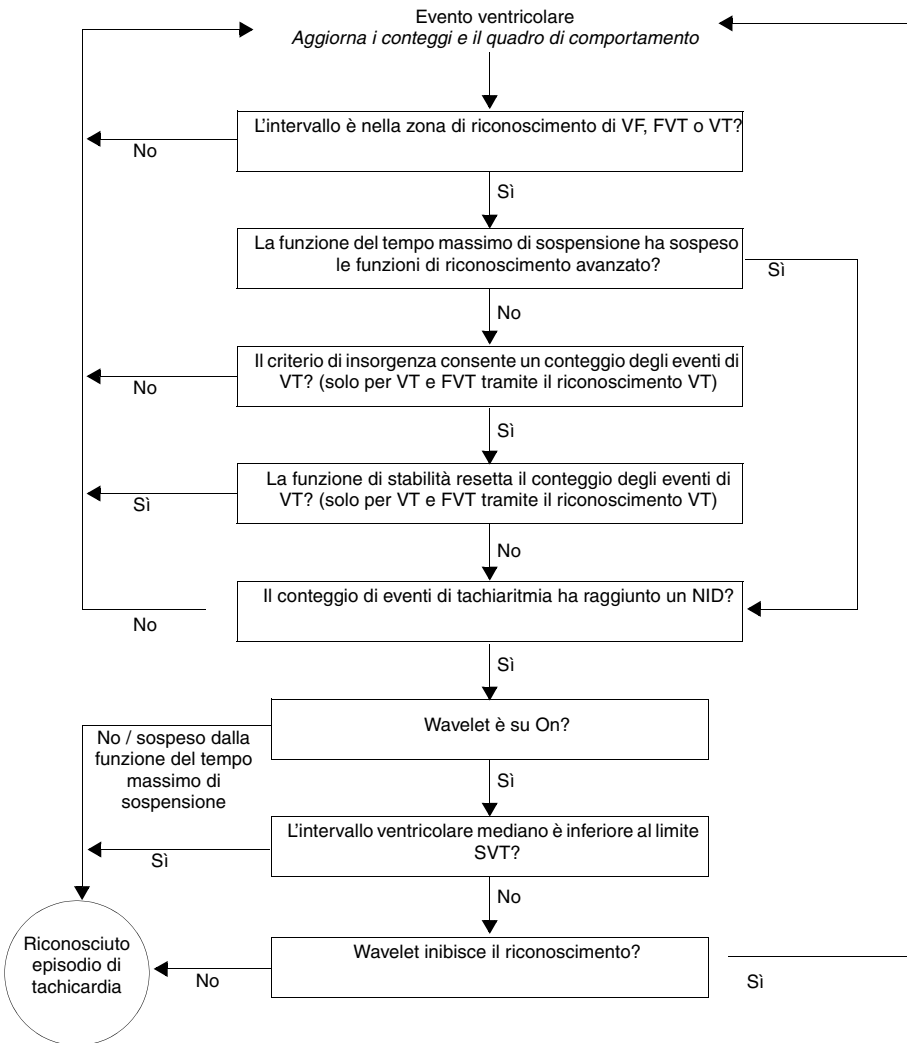 Evento ventricolare
Aggiorna i conteggi e il quadro di comportamento
L'intervallo è nella zona di riconoscimento di VF, FVT o VT?
No
Sì
La funzione del tempo massimo di sospensione ha sospeso
le funzioni di riconoscimento avanzato?
Sì
No
Il criterio di insorgenza consente un conteggio degli eventi di
VT? (solo per VT e FVT tramite il riconoscimento VT)
No
Sì
La funzione di stabilità resetta il conteggio degli eventi di
VT? (solo per VT e FVT tramite il riconoscimento VT)
Sì
No
Il conteggio di eventi di tachiaritmia ha raggiunto un NID?
No
Sì
Wavelet è su On?
No / sospeso dalla
funzione del tempo
massimo di
sospensione
Sì
L'intervallo ventricolare mediano è inferiore al limite
SVT?
Sì
No
Wavelet inibisce il riconoscimento?
Riconosciuto
episodio di
tachicardia
No
Sì